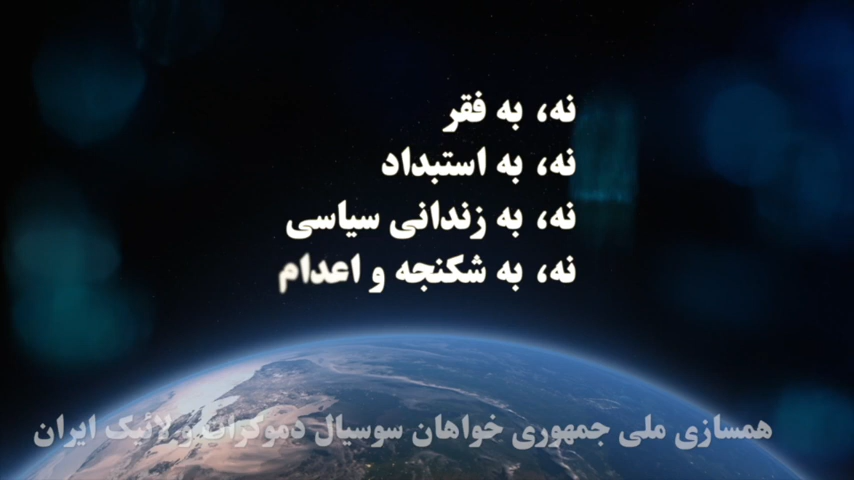 نه، به فقر
نه، به استبداد
نه، به زندانی سیاسی
نه، به شکنجه و اعدام
همسازی ملی جمهوری خواهان سوسیال دموکرات و لائیک ایران